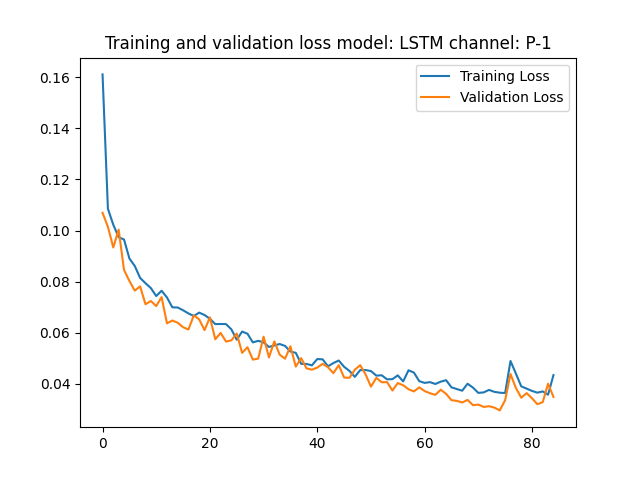 Training and validation loss model: LSTM channel: P-1
Training Loss
Validation Loss
0.16
0.14
0.12
0.10
0.08
0.06
0.04
0 20 40 60 80